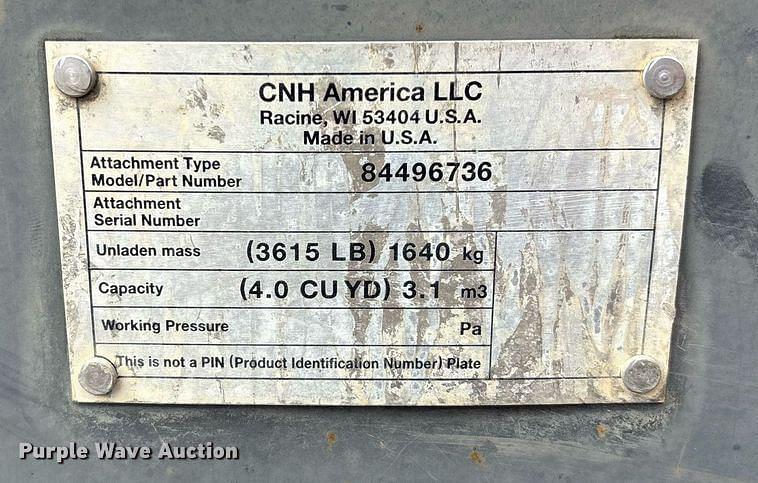 CNH America LLC
Racine, WI 53404 U.S.A.
Made in U.S.A.
Attachment Type
Model/Part Number 84496736
Attachment
Serial Number
Unladen mass (3615 LB) 1640 kg
Capacity (4.0 CU YD) 3.1 m3
Working Pressure Pa
This is not a PIN (Product Identification Number) Plate
Purple Wave Auction